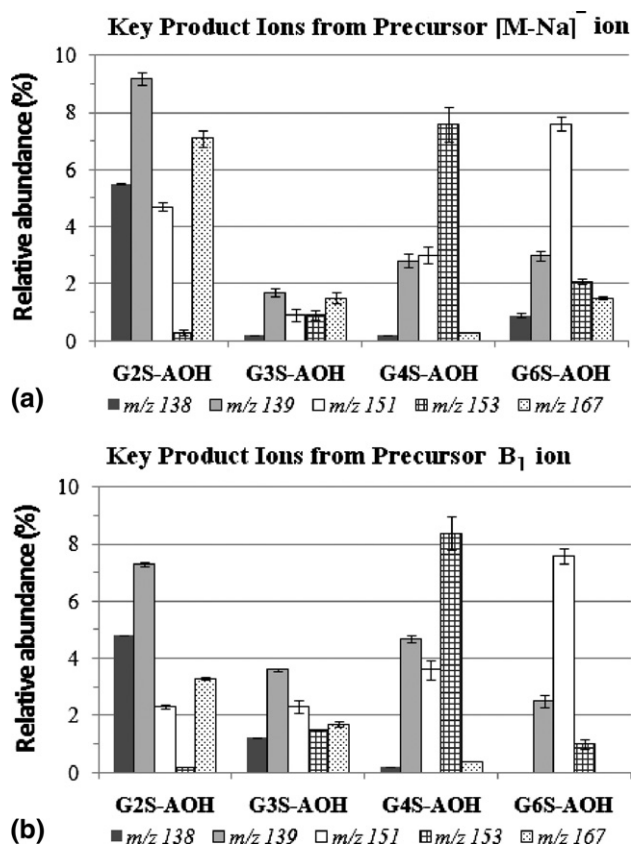 Key Product Ions from Precursor [M-Na]⁻ ion
Relative abundance (%)
10
8
6
4
2
0
G2S-AOH G3S-AOH G4S-AOH G6S-AOH
(a)
m/z 138 m/z 139 m/z 151 m/z 153 m/z 167
Key Product Ions from Precursor B₁ ion
Relative abundance (%)
10
8
6
4
2
0
G2S-AOH G3S-AOH G4S-AOH G6S-AOH
(b)
m/z 138 m/z 139 m/z 151 m/z 153 m/z 167